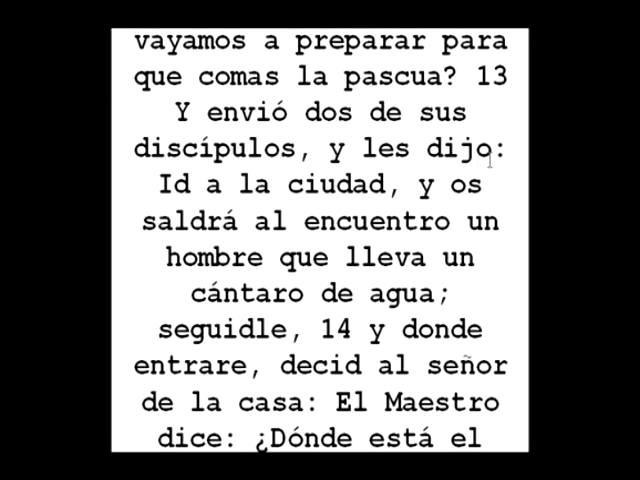 vayamos a preparar para
que comas la pascua? 13
Y envió dos de sus
discípulos, y les dijo:
Id a la ciudad, y os
saldrá al encuentro un
hombre que lleva un
cántaro de agua;
seguidle, 14 y donde
entrare, decid al señor
de la casa: El Maestro
dice: ¿Dónde está el